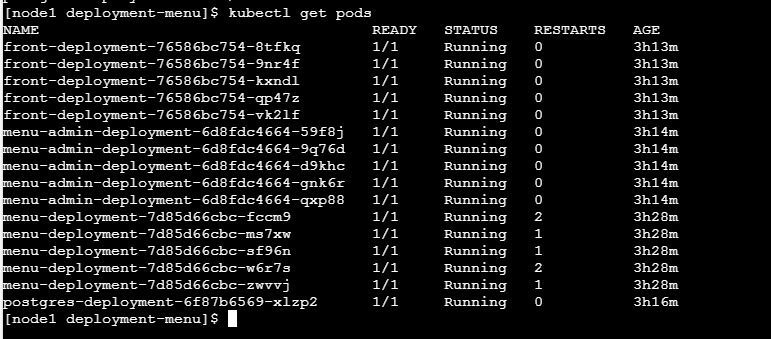 [node1 deployment-menu]$ kubectl get pods
NAME READY STATUS RESTARTS AGE
front-deployment-76586bc754-8tfkq 1/1 Running 0 3h13m
front-deployment-76586bc754-9nr4f 1/1 Running 0 3h13m
front-deployment-76586bc754-kxndl 1/1 Running 0 3h13m
front-deployment-76586bc754-qp47z 1/1 Running 0 3h13m
front-deployment-76586bc754-vk2lf 1/1 Running 0 3h13m
menu-admin-deployment-6d8fdc4664-59f8j 1/1 Running 0 3h14m
menu-admin-deployment-6d8fdc4664-9q76d 1/1 Running 0 3h14m
menu-admin-deployment-6d8fdc4664-d9khc 1/1 Running 0 3h14m
menu-admin-deployment-6d8fdc4664-gnk6r 1/1 Running 0 3h14m
menu-admin-deployment-6d8fdc4664-qxp88 1/1 Running 0 3h14m
menu-deployment-7d85d66cbc-fccm9 1/1 Running 2 3h28m
menu-deployment-7d85d66cbc-ms7xw 1/1 Running 1 3h28m
menu-deployment-7d85d66cbc-sf96n 1/1 Running 1 3h28m
menu-deployment-7d85d66cbc-w6r7s 1/1 Running 2 3h28m
menu-deployment-7d85d66cbc-zwvvj 1/1 Running 1 3h28m
postgres-deployment-6f87b6569-xlzp2 1/1 Running 0 3h16m
[node1 deployment-menu]$